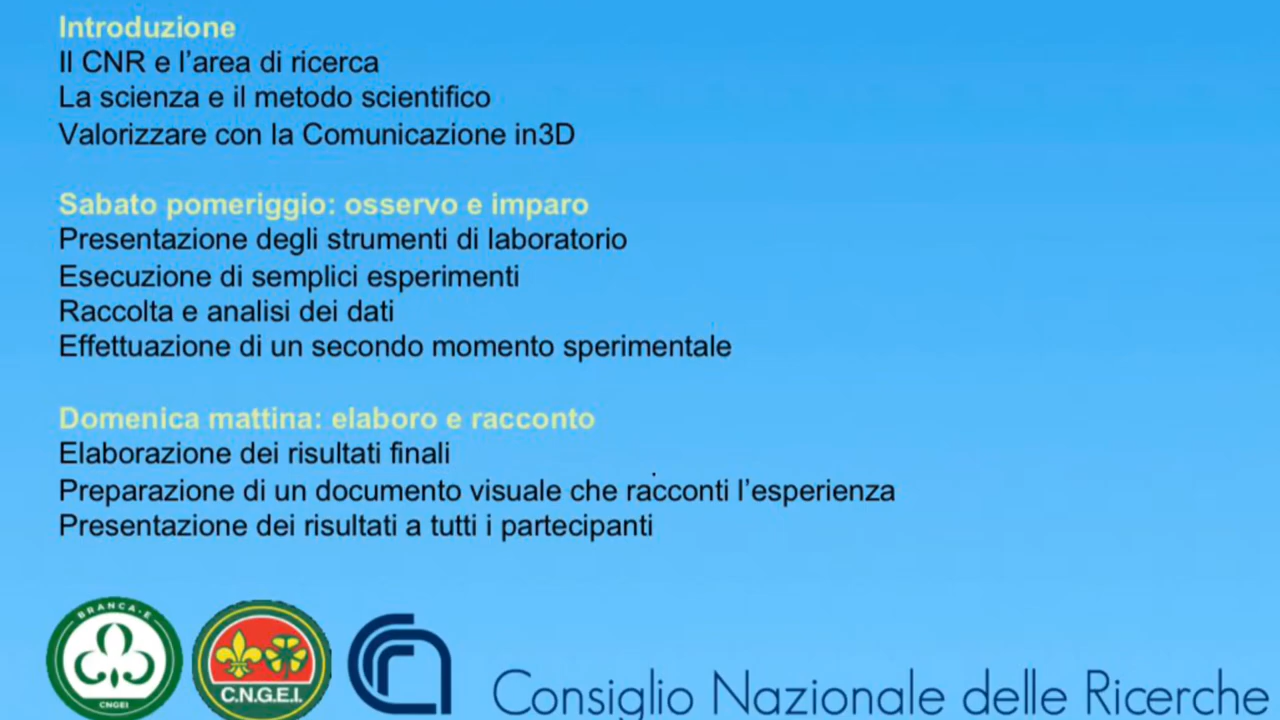 Introduzione
Il CNR e l’area di ricerca
La scienza e il metodo scientifico
Valorizzare con la Comunicazione in3D
Sabato pomeriggio: osservo e imparo
Presentazione degli strumenti di laboratorio
Esecuzione di semplici esperimenti
Raccolta e analisi dei dati
Effettuazione di un secondo momento sperimentale
Domenica mattina: elaboro e racconto
Elaborazione dei risultati finali
Preparazione di un documento visuale che racconti l’esperienza
Presentazione dei risultati a tutti i partecipanti
BRANCA-E
CNGEI
C.N.G.E.I.
Consiglio Nazionale delle Ricerche